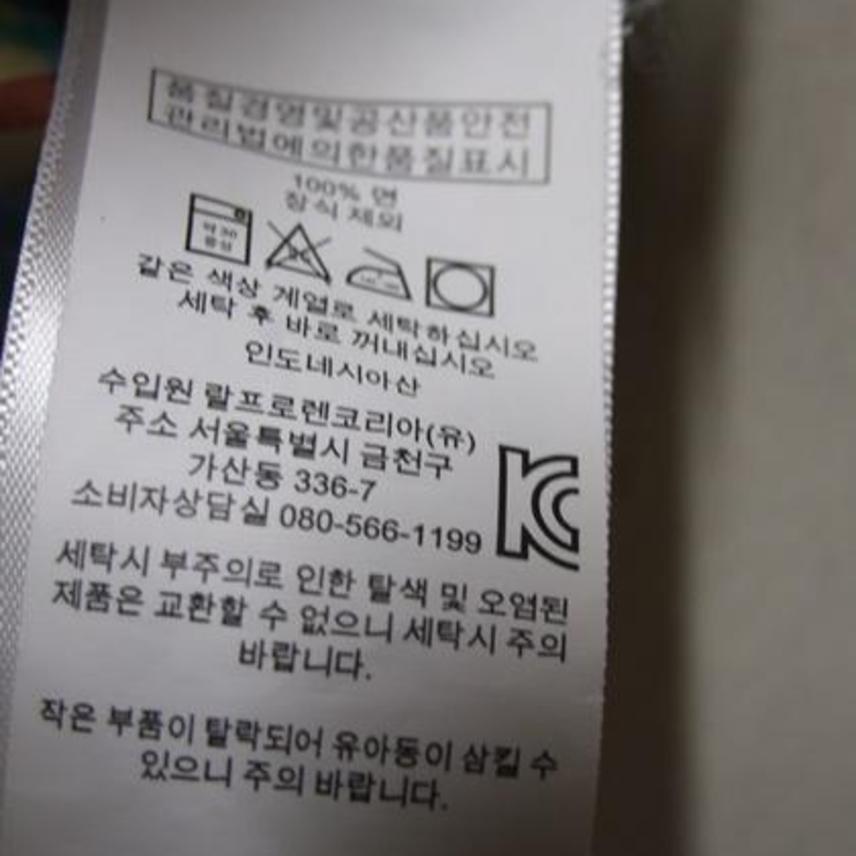 품질경영및공산품안전
관리법에의한품질표시
100% 면
장식 제외
약 30
중성
같은 색상 계열로 세탁하십시오
세탁 후 바로 꺼내십시오
인도네시아산
수입원 랄프로렌코리아(유)
주소 서울특별시 금천구
가산동 336-7
소비자상담실 080-566-1199
세탁시 부주의로 인한 탈색 및 오염된
제품은 교환할 수 없으니 세탁시 주의
바랍니다.
작은 부품이 탈락되어 유아동이 삼킬 수
있으니 주의 바랍니다.